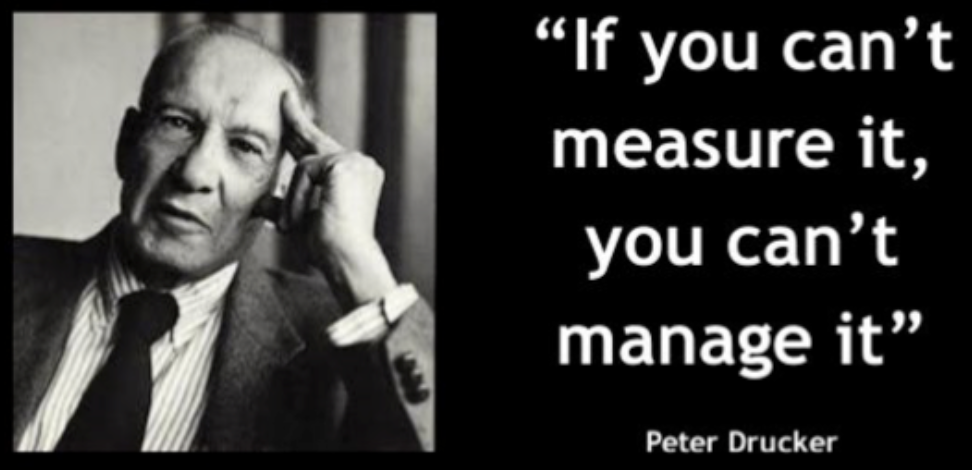 “If you can’t
measure it,
you can’t
manage it”
Peter Drucker